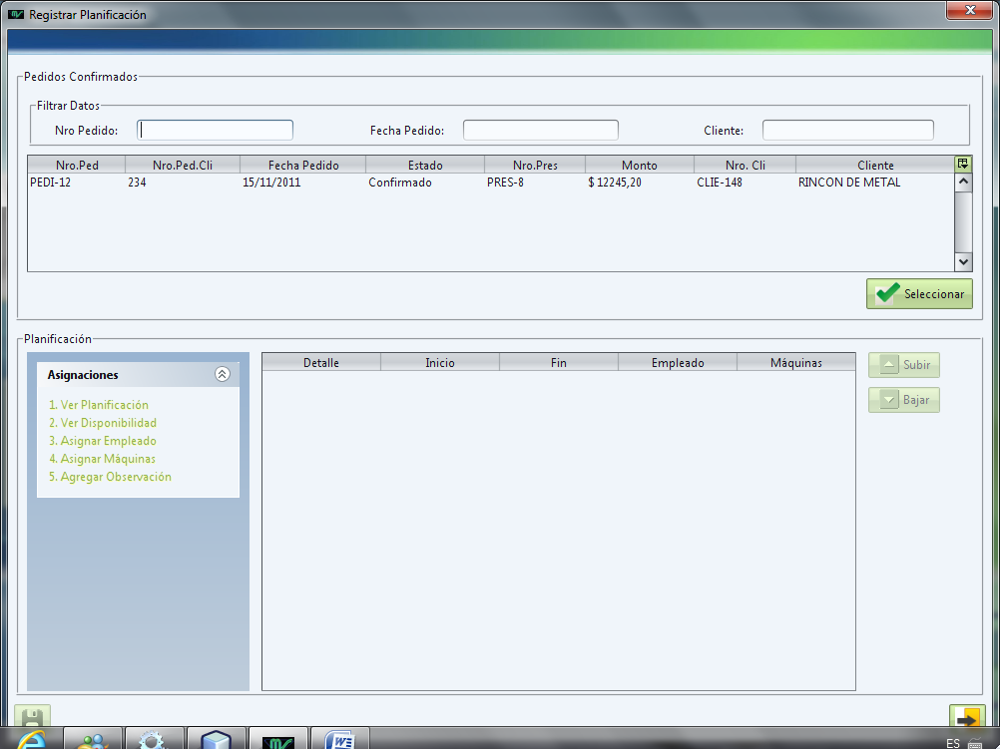 Registrar Planificación
Pedidos Confirmados
Filtrar Datos
Nro Pedido: Fecha Pedido: Cliente:
Nro.Ped Nro.Ped.Cli Fecha Pedido Estado Nro.Pres Monto Nro. Cli Cliente
PEDI-12 234 15/11/2011 Confirmado PRES-8 $ 12245,20 CLIE-148 RINCON DE METAL
Seleccionar
Planificación
Asignaciones
1. Ver Planificación
2. Ver Disponibilidad
3. Asignar Empleado
4. Asignar Máquinas
5. Agregar Observación
Detalle Inicio Fin Empleado Máquinas
Subir
Bajar
ES